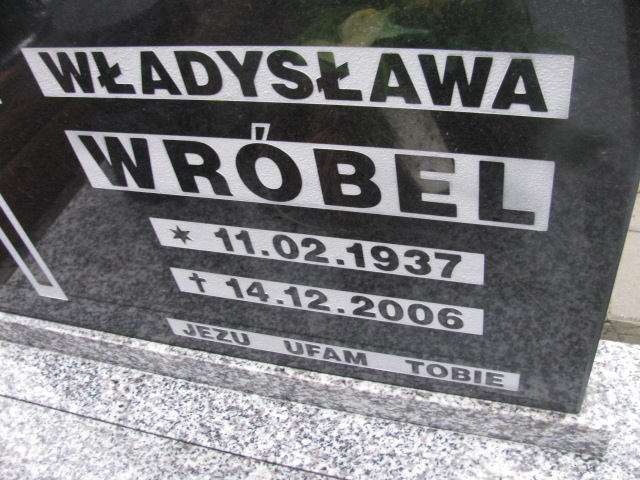 WŁADYSŁAWA
WRÓBEL
✶ 11.02.1937
† 14.12.2006
JEZU UFAM TOBIE